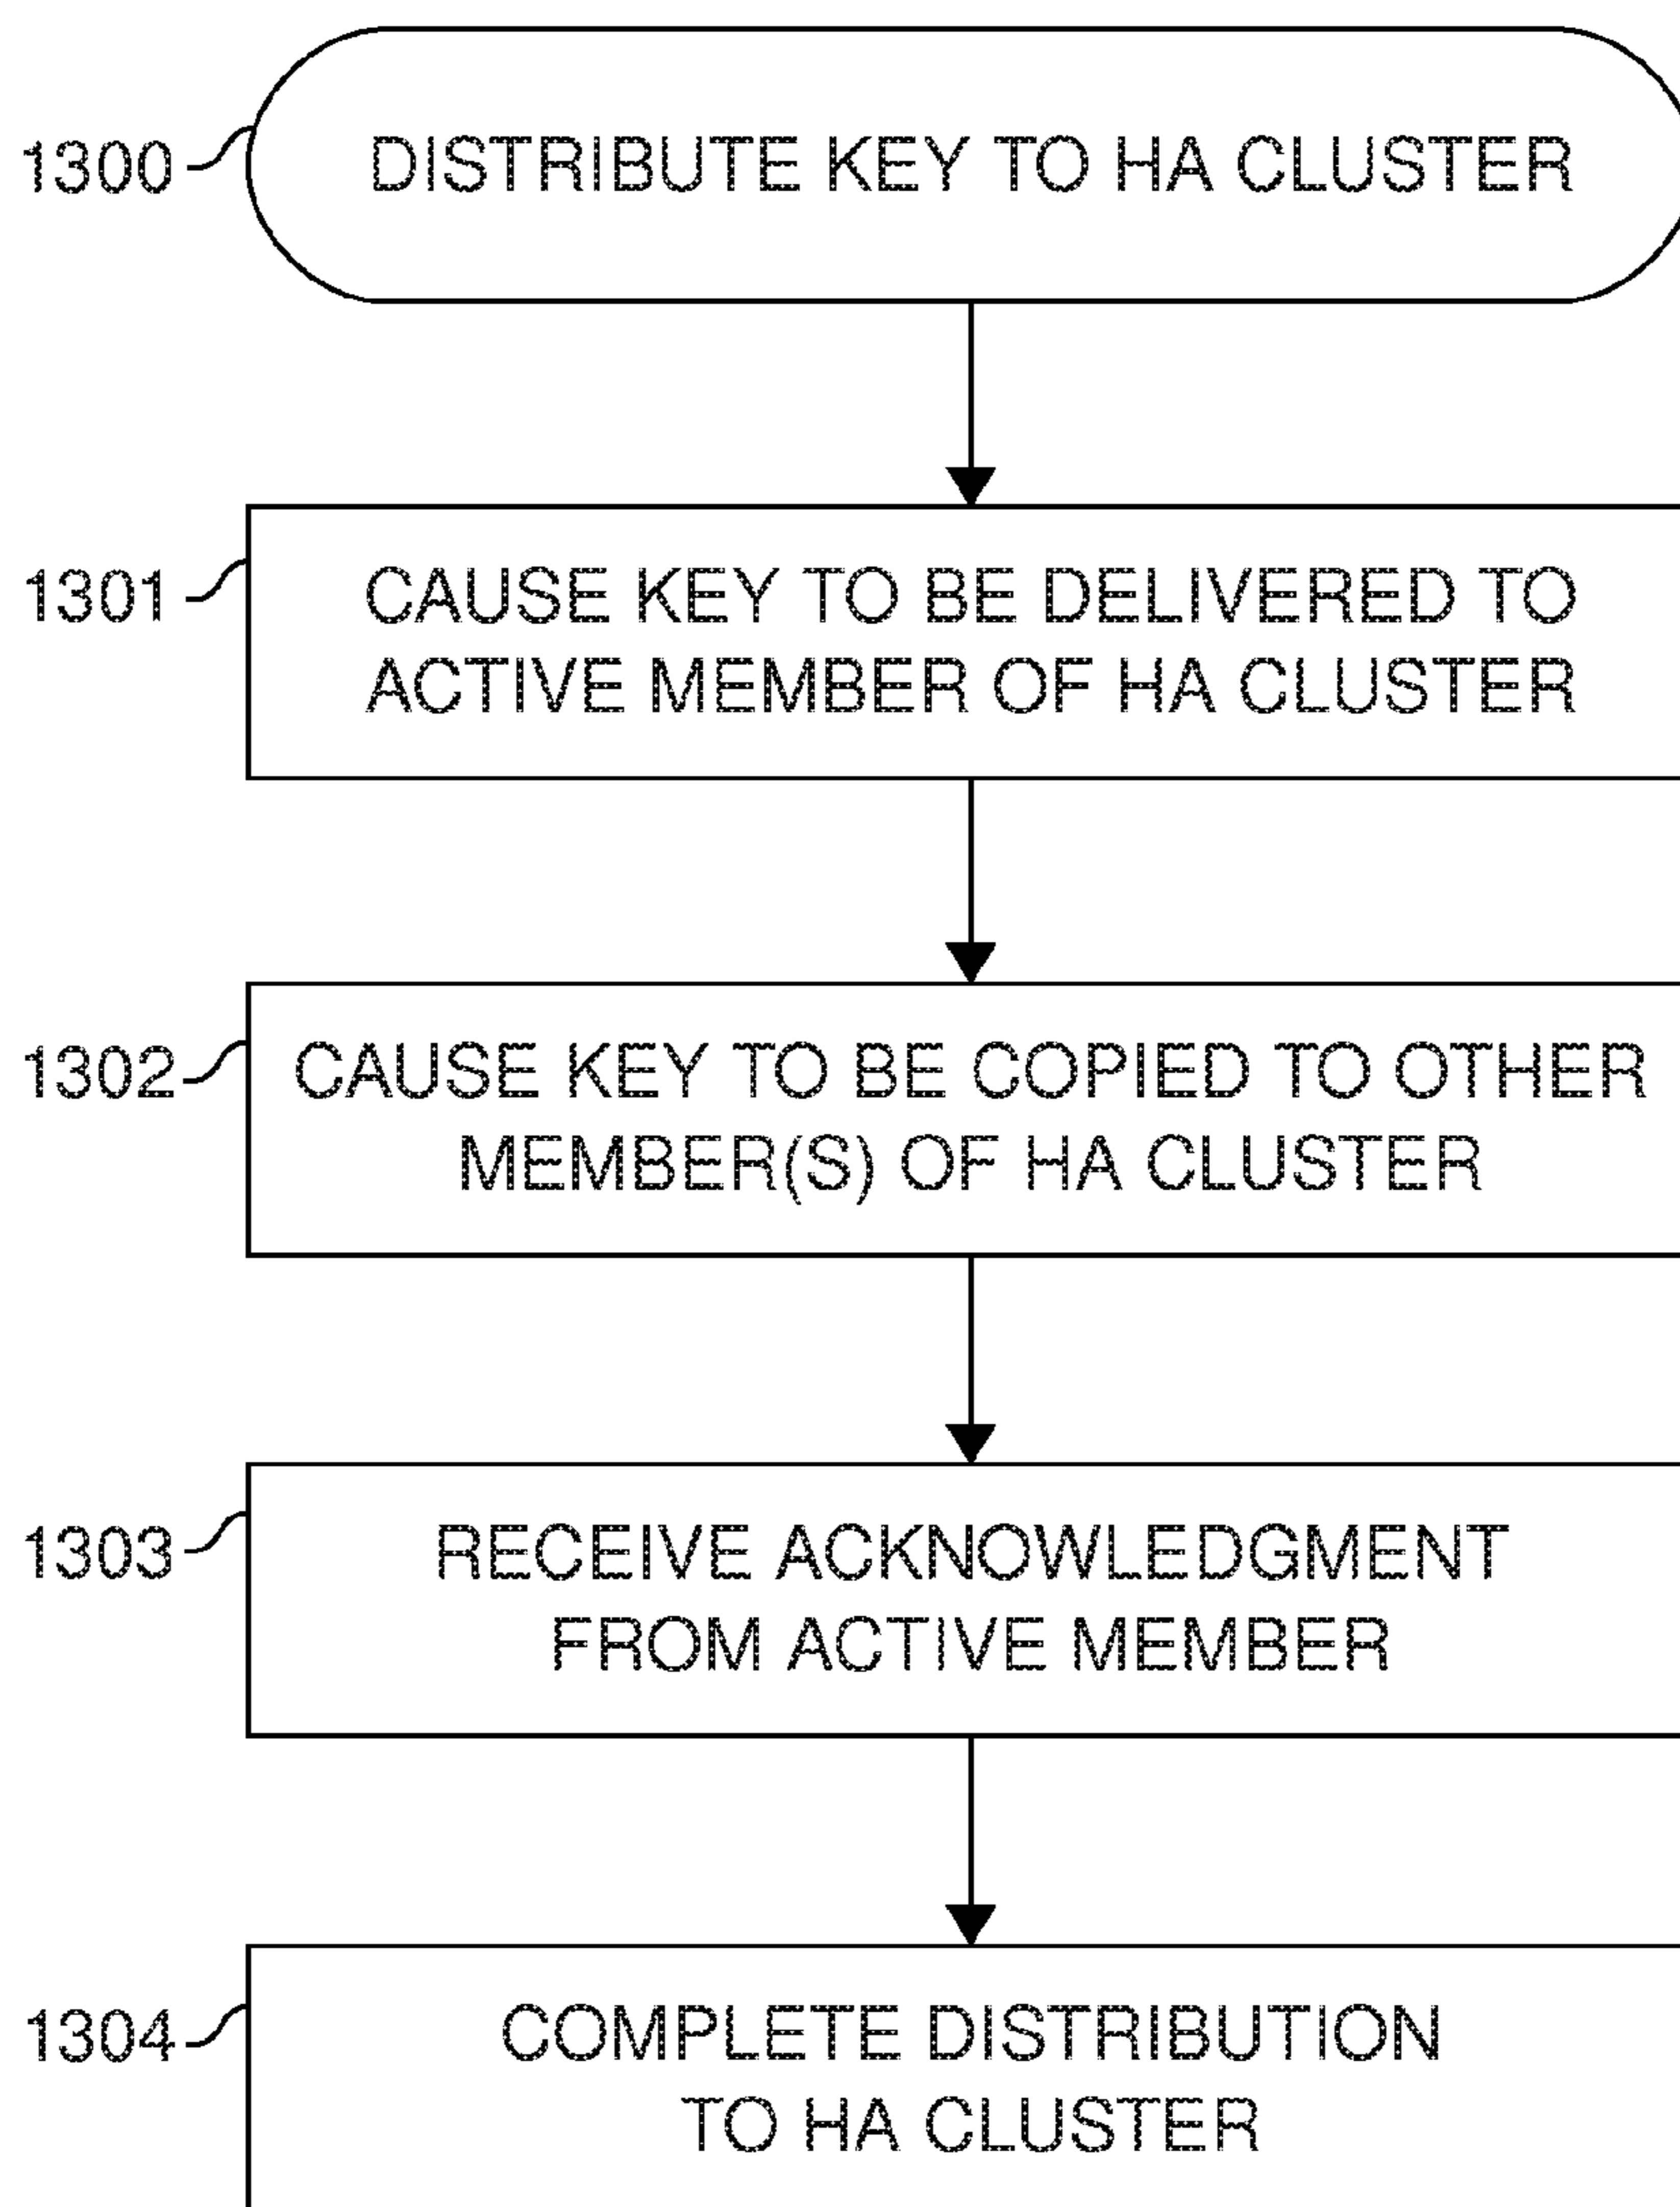 1300 DISTRIBUTE KEY TO HA CLUSTER
1301 CAUSE KEY TO BE DELIVERED TO
ACTIVE MEMBER OF HA CLUSTER
1302 CAUSE KEY TO BE COPIED TO OTHER
MEMBER(S) OF HA CLUSTER
1303 RECEIVE ACKNOWLEDGMENT
FROM ACTIVE MEMBER
1304 COMPLETE DISTRIBUTION
TO HA CLUSTER